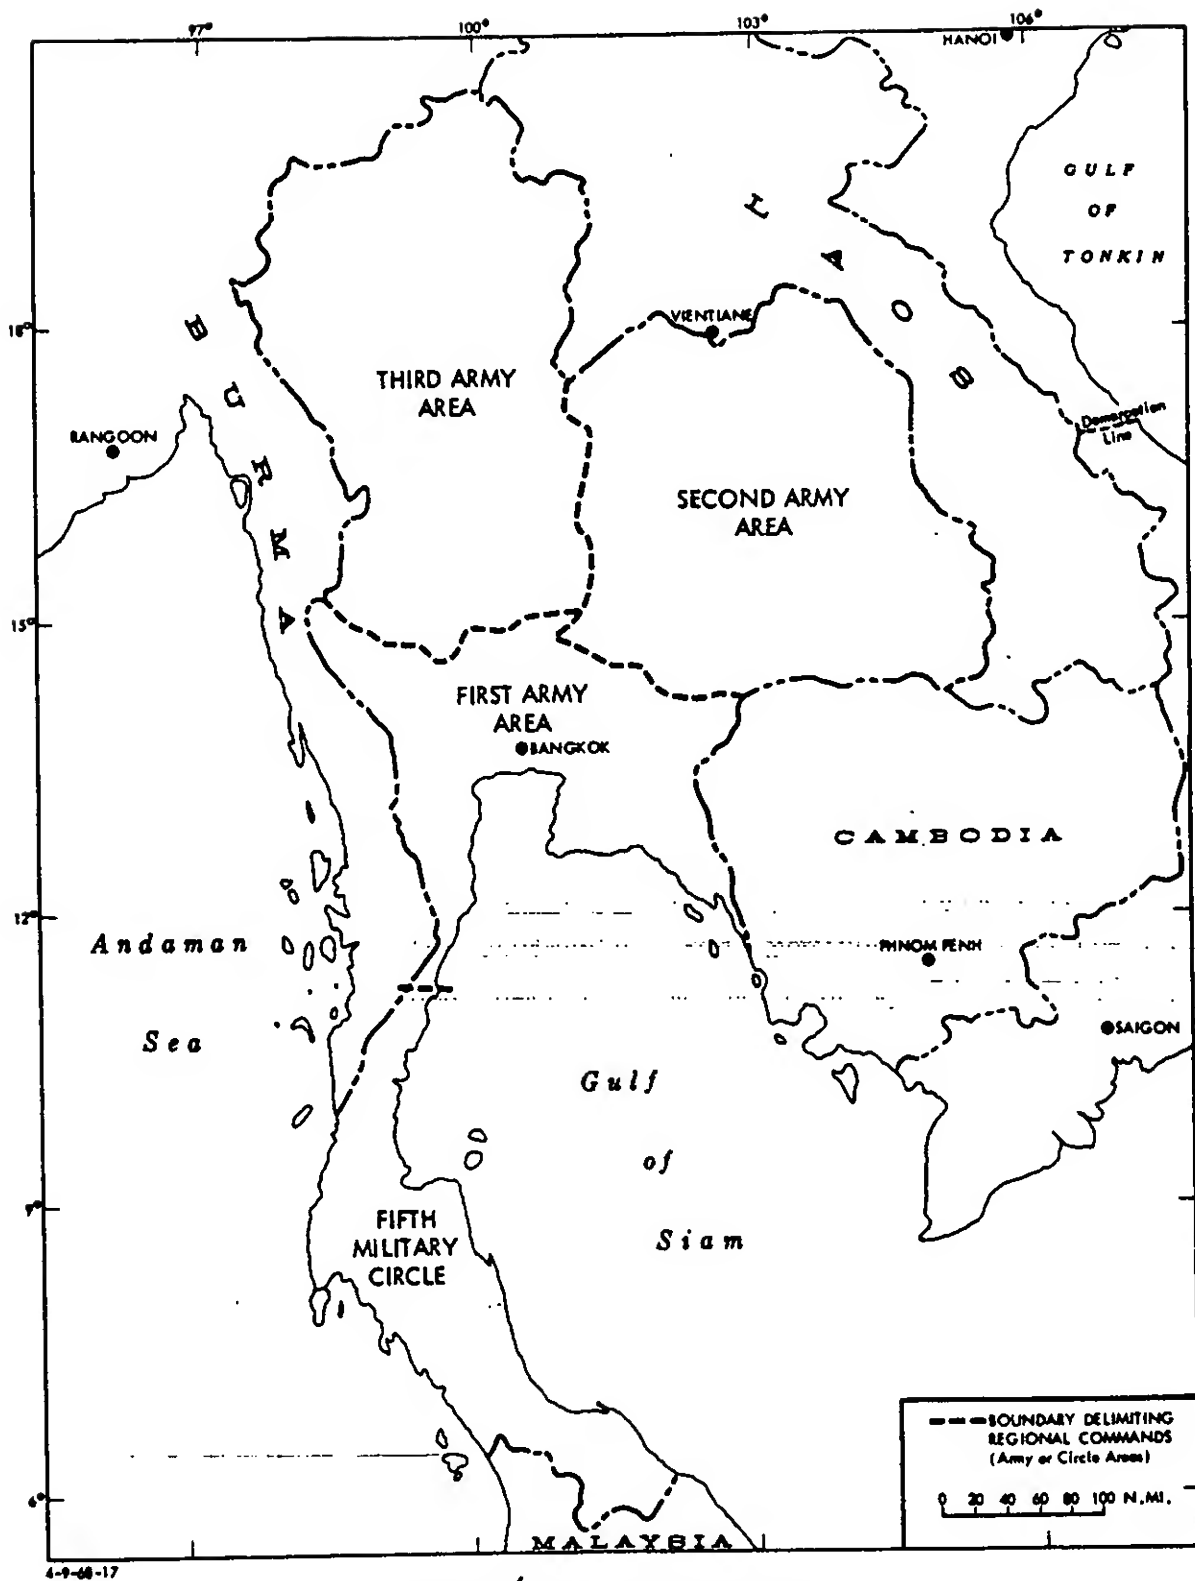 97° 100° 103° 106°
HANOI
GULF
OF
TONKIN
LAOS
18°
VIENTIANE
BURMA
THIRD ARMY
AREA
RANGOON
Demarcation
Line
SECOND ARMY
AREA
15°
FIRST ARMY
AREA
BANGKOK
CAMBODIA
12°
Andaman
Sea
PHNOM PENH
SAIGON
Gulf
of
Siam
9°
FIFTH
MILITARY
CIRCLE
BOUNDARY DELIMITING
REGIONAL COMMANDS
(Army or Circle Areas)
0 20 40 60 80 100 N.MI.
6°
MALAYSIA
4-9-68-17